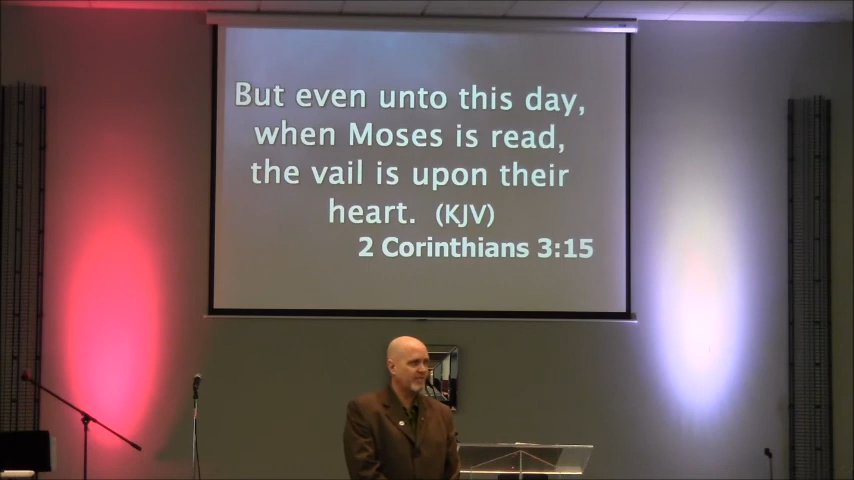 But even unto this day,
when Moses is read,
the vail is upon their
heart. (KJV)
2 Corinthians 3:15